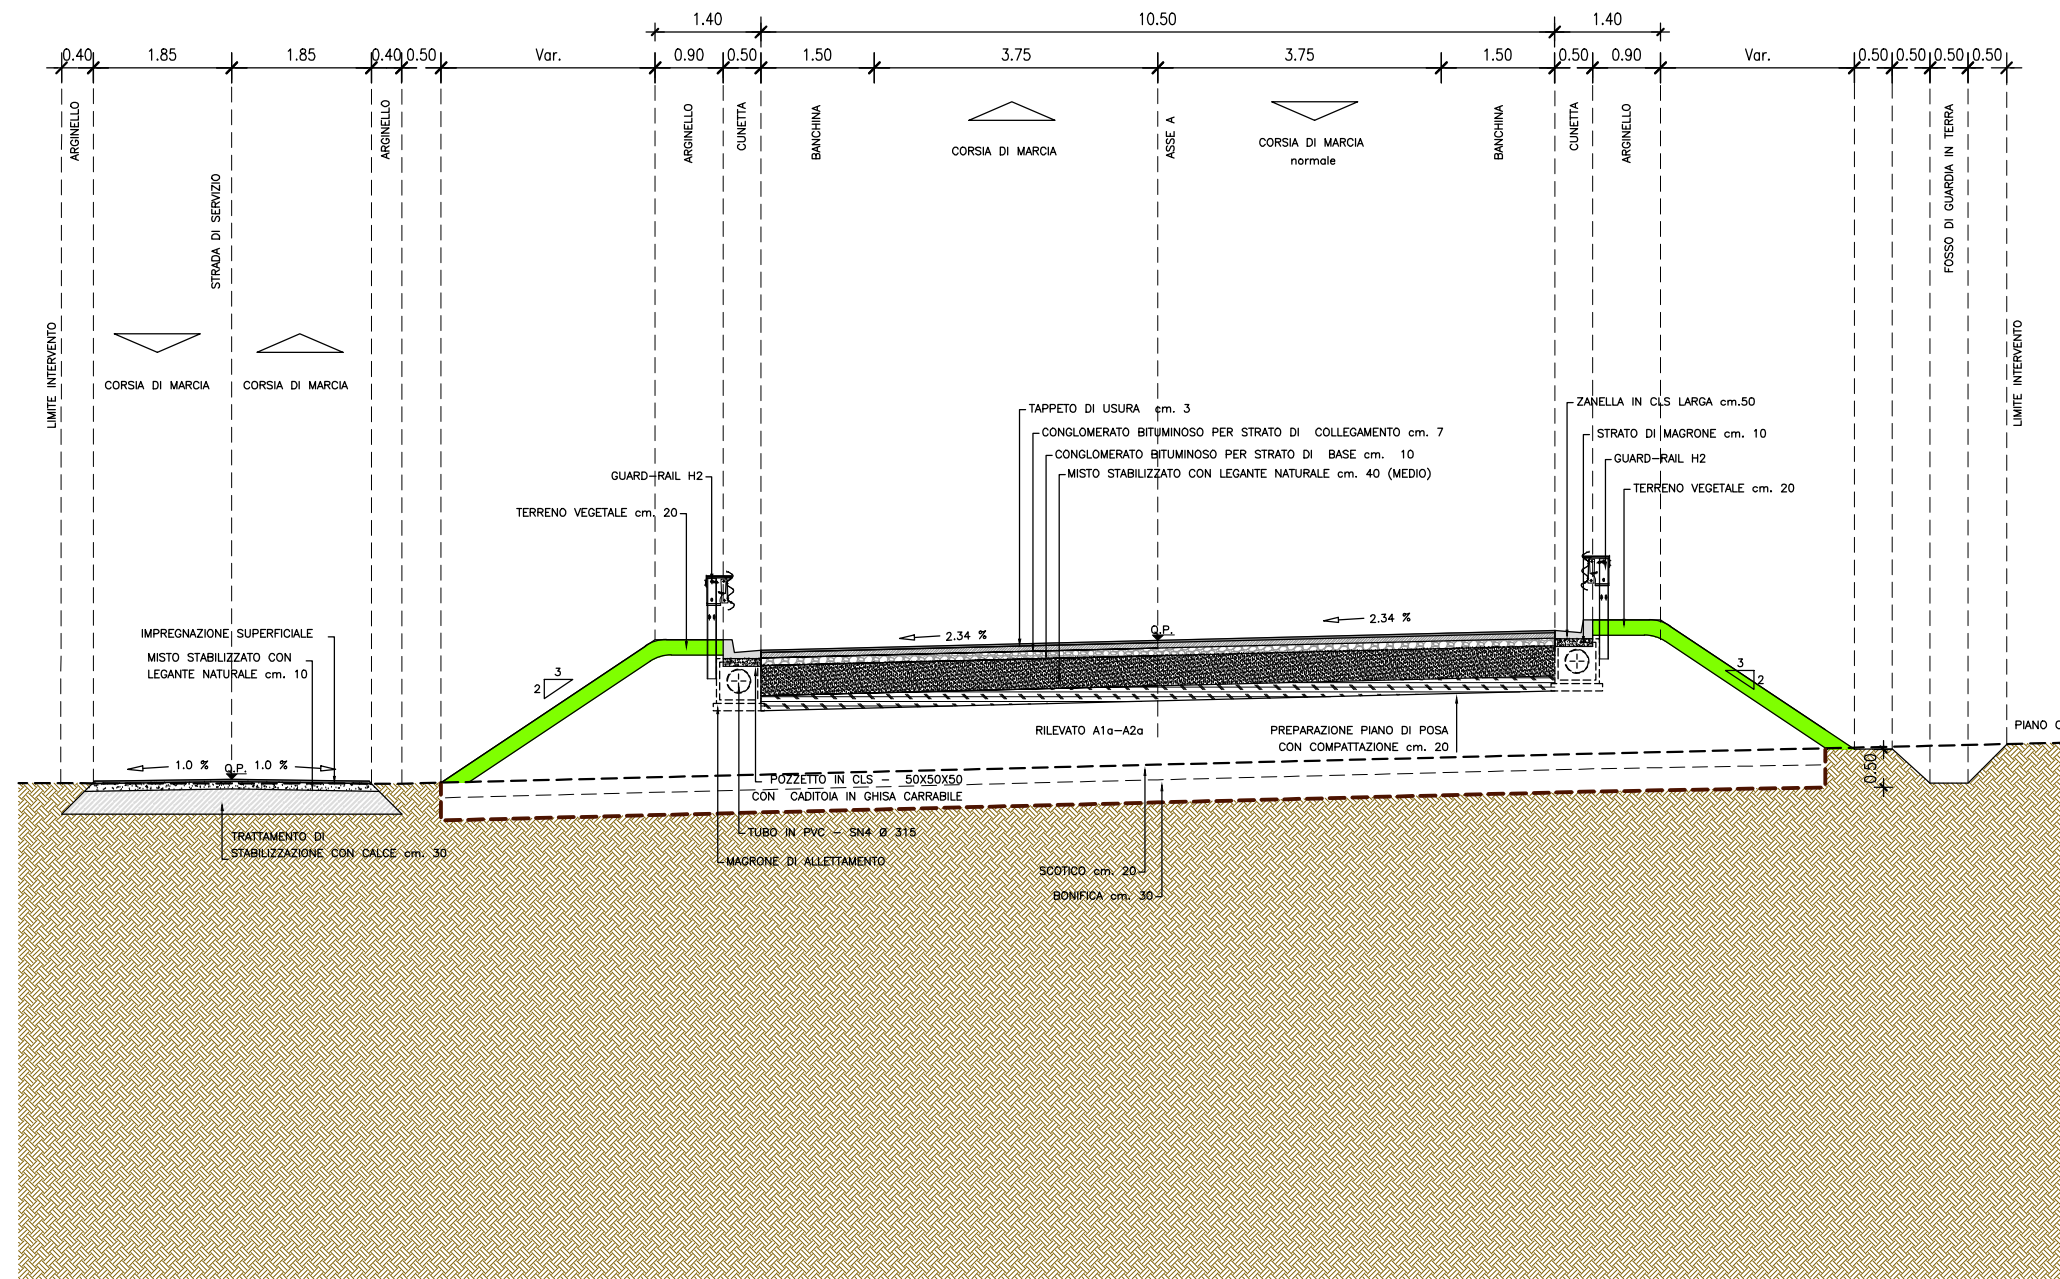 1.40
10.50
1.40
0.40
1.85
1.85
0.40
0.50
Var.
0.90
0.50
1.50
3.75
3.75
1.50
0.50
0.90
Var.
0.50
0.50
0.50
0.50
ARGINELLO
STRADA DI SERVIZIO
ARGINELLO
ARGINELLO
CUNETTA
BANCHINA
CORSIA DI MARCIA
ASSE A
CORSIA DI MARCIA
normale
BANCHINA
CUNETTA
ARGINELLO
FOSSO DI GUARDIA IN TERRA
LIMITE INTERVENTO
CORSIA DI MARCIA
CORSIA DI MARCIA
LIMITE INTERVENTO
TAPPETO DI USURA cm. 3
CONGLOMERATO BITUMINOSO PER STRATO DI COLLEGAMENTO cm. 7
CONGLOMERATO BITUMINOSO PER STRATO DI BASE cm. 10
MISTO STABILIZZATO CON LEGANTE NATURALE cm. 40 (MEDIO)
ZANELLA IN CLS LARGA cm.50
STRATO DI MAGRONE cm. 10
GUARD-RAIL H2
TERRENO VEGETALE cm. 20
GUARD-RAIL H2
TERRENO VEGETALE cm. 20
IMPREGNAZIONE SUPERFICIALE
MISTO STABILIZZATO CON
LEGANTE NATURALE cm. 10
3
2
2.34 %
Q.P.
2.34 %
3
2
RILEVATO A1a-A2a
PREPARAZIONE PIANO DI POSA
CON COMPATTAZIONE cm. 20
PIANO C
1.0 %
Q.P.
1.0 %
0.50
POZZETTO IN CLS - 50X50X50
CON CADITOIA IN GHISA CARRABILE
TUBO IN PVC - SN4 Ø 315
MAGRONE DI ALLETTAMENTO
TRATTAMENTO DI
STABILIZZAZIONE CON CALCE cm. 30
SCOTICO cm. 20
BONIFICA cm. 30